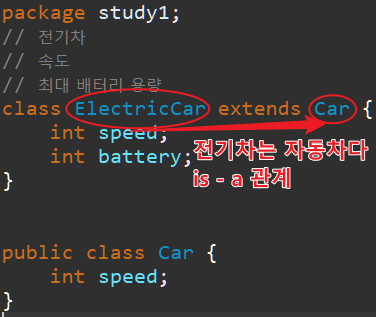 package study1;
// 전기차
// 속도
// 최대 배터리 용량
class ElectricCar extends Car {
    int speed;
    int battery;
}
전기차는 자동차다
is - a 관계
public class Car {
    int speed;
}